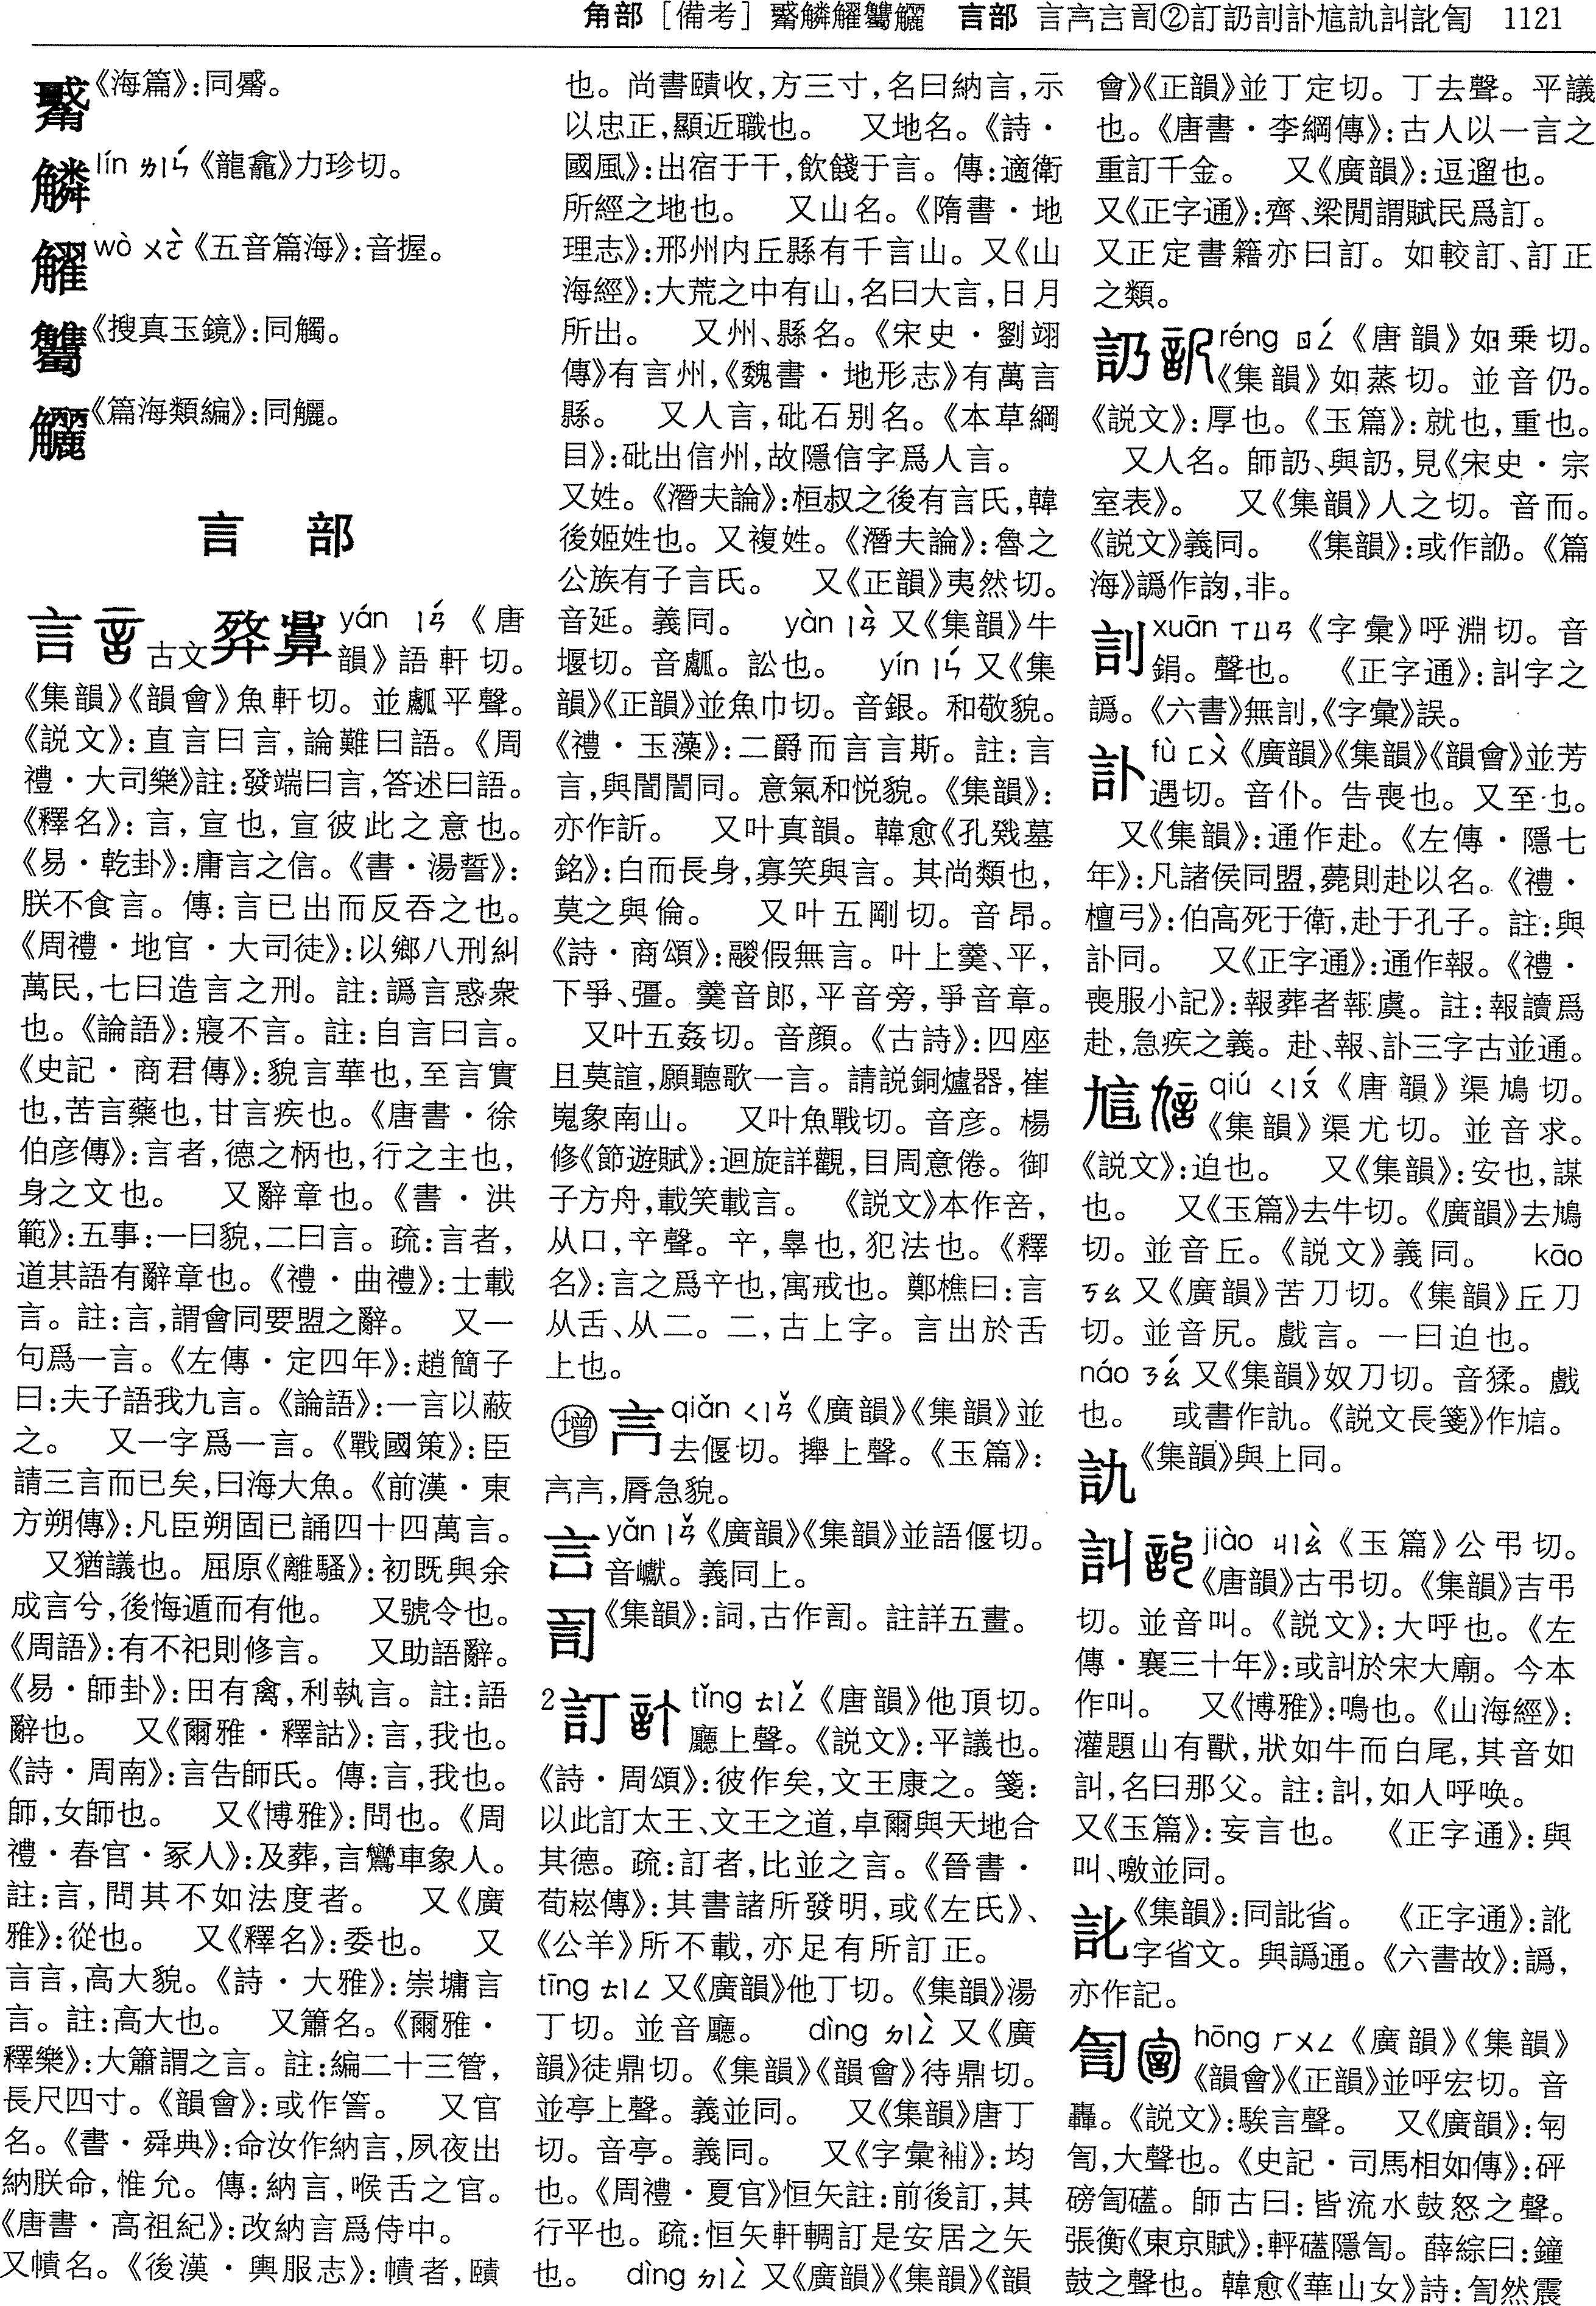 角部 [備考] 觺䚏䚠觿 言部 言咅言訇②訂訒訆訃訄訅訓訛訇 1121
《海篇》:同觱。
lín ㄌㄧㄣˊ《龍龕》力珍切。
wò ㄨㄛˋ《五音篇海》:音握。
《搜真玉鏡》:同觸。
《篇海類編》:同觿。
言 部
言 古文 yán ㄧㄢˊ《唐
韻》語軒切。
《集韻》《韻會》魚軒切。並甗平聲。
《説文》:直言曰言,論難曰語。《周
禮·大司樂》註:發端曰言,答述曰語。
《釋名》:言,宣也,宣彼此之意也。
《易·乾卦》:庸言之信。《書·湯誓》:
朕不食言。傳:言已出而反吞之也。
《周禮·地官·大司徒》:以鄉八刑糾
萬民,七曰造言之刑。註:譌言惑衆
也。《論語》:寢不言。註:自言曰言。
《史記·商君傳》:貌言華也,至言實
也,苦言藥也,甘言疾也。《唐書·徐
伯彦傳》:言者,德之柄也,行之主也,
身之文也。 又辭章也。《書·洪
範》:五事:一曰貌,二曰言。疏:言者,
道其語有辭章也。《禮·曲禮》:士載
言。註:言,謂會同要盟之辭。 又一
句爲一言。《左傳·定四年》:趙簡子
曰:夫子語我九言。《論語》:一言以蔽
之。 又一字爲一言。《戰國策》:臣
請三言而已矣,曰海大魚。《前漢·東
方朔傳》:凡臣朔固已誦四十四萬言。
又猶議也。屈原《離騷》:初既與余
成言兮,後悔遁而有他。 又號令也。
《周語》:有不祀則修言。 又助語辭。
《易·師卦》:田有禽,利執言。註:語
辭也。 又《爾雅·釋詁》:言,我也。
《詩·周南》:言告師氏。傳:言,我也。
師,女師也。 又《博雅》:問也。《周
禮·春官·冢人》:及葬,言鸞車象人。
註:言,問其不如法度者。 又《廣
雅》:從也。 又《釋名》:委也。 又
言言,高大貌。《詩·大雅》:崇墉言
言。註:高大也。 又簫名。《爾雅·
釋樂》:大簫謂之言。註:編二十三管,
長尺四寸。《韻會》:或作䇾。 又官
名。《書·舜典》:命汝作納言,夙夜出
納朕命,惟允。傳:納言,喉舌之官。
《唐書·高祖紀》:改納言爲侍中。
又幘名。《後漢·輿服志》:幘者,賾
也。尚書賾收,方三寸,名曰納言,示
以忠正,顯近職也。 又地名。《詩·
國風》:出宿于干,飲餞于言。傳:適衛
所經之地也。 又山名。《隋書·地
理志》:邢州内丘縣有千言山。又《山
海經》:大荒之中有山,名曰大言,日月
所出。 又州、縣名。《宋史·劉翊
傳》有言州,《魏書·地形志》有萬言
縣。 又人言,砒石别名。《本草綱
目》:砒出信州,故隱信字爲人言。
又姓。《潛夫論》:桓叔之後有言氏,韓
後姬姓也。又複姓。《潛夫論》:魯之
公族有子言氏。 又《正韻》夷然切。
音延。義同。 yàn ㄧㄢˋ又《集韻》牛
堰切。音甗。訟也。 yín ㄧㄣˊ又《集
韻》《正韻》並魚巾切。音銀。和敬貌。
《禮·玉藻》:二爵而言言斯。註:言
言,與誾誾同。意氣和悦貌。《集韻》:
亦作訢。 又叶真韻。韓愈《孔戣墓
銘》:白而長身,寡笑與言。其尚類也,
莫之與倫。 又叶五剛切。音昂。
《詩·商頌》:鬷假無言。叶上羹、平,
下爭、彊。羹音郎,平音旁,爭音章。
又叶五姦切。音顔。《古詩》:四座
且莫諠,願聽歌一言。請説銅爐器,崔
嵬象南山。 又叶魚戰切。音彦。楊
修《節遊賦》:迴旋詳觀,目周意倦。御
子方舟,載笑載言。 《説文》本作䇂,
从口,䇂聲。䇂,辠也,犯法也。《釋
名》:言之爲䇂也,寓戒也。鄭樵曰:言
从舌、从二。二,古上字。言出於舌
上也。
增 qiǎn ㄑㄧㄢˇ《廣韻》《集韻》並
去偃切。攑上聲。《玉篇》:
言言,脣急貌。
言 yǎn ㄧㄢˇ《廣韻》《集韻》並語偃切。
音巘。義同上。
《集韻》:詞,古作㝅。註詳五畫。
2 訂 tǐng ㄊㄧㄥˇ《唐韻》他頂切。
廳上聲。《説文》:平議也。
《詩·周頌》:彼作矣,文王康之。箋:
以此訂太王、文王之道,卓爾與天地合
其德。疏:訂者,比並之言。《晉書·
荀崧傳》:其書諸所發明,或《左氏》、
《公羊》所不載,亦足有所訂正。
tīng ㄊㄧㄥ又《廣韻》他丁切。《集韻》湯
丁切。並音廳。 dìng ㄌㄧㄥˋ又《廣
韻》徒鼎切。《集韻》《韻會》待鼎切。
並亭上聲。義並同。 又《集韻》唐丁
切。音亭。義同。 又《字彙補》:均
也。《周禮·夏官》恒矢註:前後訂,其
行平也。疏:恒矢軒輖訂是安居之矢
也。 dìng ㄌㄧㄥˋ又《廣韻》《集韻》《韻
會》《正韻》並丁定切。丁去聲。平議
也。《唐書·李綱傳》:古人以一言之
重訂千金。 又《廣韻》:逗遛也。
又《正字通》:齊、梁閒謂賦民爲訂。
又正定書籍亦曰訂。如較訂、訂正
之類。
訒 réng ㄖㄥˊ《唐韻》如乘切。
《集韻》如蒸切。並音仍。
《説文》:厚也。《玉篇》:就也,重也。
又人名。師訒、與訒,見《宋史·宗
室表》。 又《集韻》人之切。音而。
《説文》義同。 《集韻》:或作䚮。《篇
海》譌作訽,非。
xuān ㄒㄩㄢ《字彙》呼淵切。音
鋗。聲也。 《正字通》:訓字之
譌。《六書》無訆,《字彙》誤。
訃 fù ㄈㄨˋ《廣韻》《集韻》《韻會》並芳
遇切。音仆。告喪也。又至也。
又《集韻》:通作赴。《左傳·隱七
年》:凡諸侯同盟,薨則赴以名。《禮·
檀弓》:伯高死于衛,赴于孔子。註:與
訃同。 又《正字通》:通作報。《禮·
喪服小記》:報葬者報虞。註:報讀爲
赴,急疾之義。赴、報、訃三字古並通。
訄 qiú ㄑㄧㄡˊ《唐韻》渠鳩切。
《集韻》渠尤切。並音求。
《説文》:迫也。 又《集韻》:安也,謀
也。 又《玉篇》去牛切。《廣韻》去鳩
切。並音丘。《説文》義同。 kāo
ㄎㄠ又《廣韻》苦刀切。《集韻》丘刀
切。並音尻。戲言。一曰迫也。
náo ㄋㄠˊ又《集韻》奴刀切。音猱。戲
也。 或書作訅。《説文長箋》作䛮。
訅 《集韻》與上同。
訆 jiào ㄐㄧㄠˋ《玉篇》公弔切。
《唐韻》古弔切。《集韻》吉弔
切。並音叫。《説文》:大呼也。《左
傳·襄三十年》:或訆於宋大廟。今本
作叫。 又《博雅》:鳴也。《山海經》:
灌題山有獸,狀如牛而白尾,其音如
訆,名曰那父。註:訆,如人呼唤。
又《玉篇》:妄言也。 《正字通》:與
叫、噭並同。
《集韻》:同訿省。 《正字通》:訛
字省文。與譌通。《六書故》:譌,
亦作訛。
訇 hōng ㄏㄨㄥ《廣韻》《集韻》
《韻會》《正韻》並呼宏切。音
轟。《説文》:騃言聲。 又《廣韻》:匉
訇,大聲也。《史記·司馬相如傳》:砰
磅訇礚。師古曰:皆流水鼓怒之聲。
張衡《東京賦》:軯礚隱訇。薛綜曰:鐘
鼓之聲也。韓愈《華山女》詩:訇然震